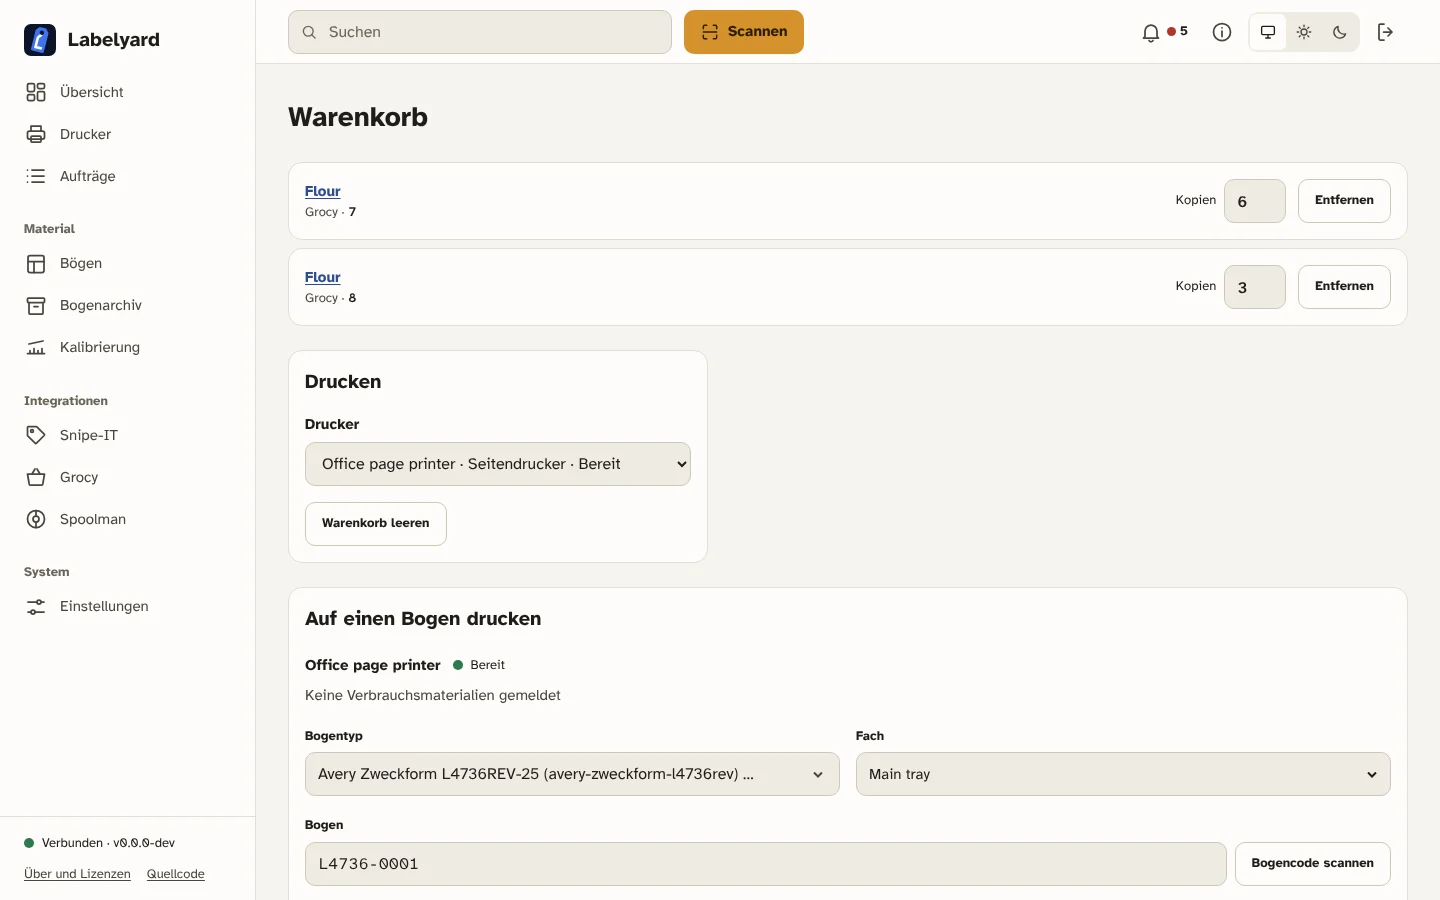 Labelyard
Suchen
Scannen
5
Übersicht
Drucker
Aufträge
Material
Bögen
Bogenarchiv
Kalibrierung
Integrationen
Snipe-IT
Grocy
Spoolman
System
Einstellungen
Verbunden · v0.0.0-dev
Über und Lizenzen
Quellcode
Warenkorb
Flour
Grocy · 7
Kopien
6
Entfernen
Flour
Grocy · 8
Kopien
3
Entfernen
Drucken
Drucker
Office page printer · Seitendrucker · Bereit
Warenkorb leeren
Auf einen Bogen drucken
Office page printer
Bereit
Keine Verbrauchsmaterialien gemeldet
Bogentyp
Avery Zweckform L4736REV-25 (avery-zweckform-l4736rev) ...
Fach
Main tray
Bogen
L4736-0001
Bogencode scannen